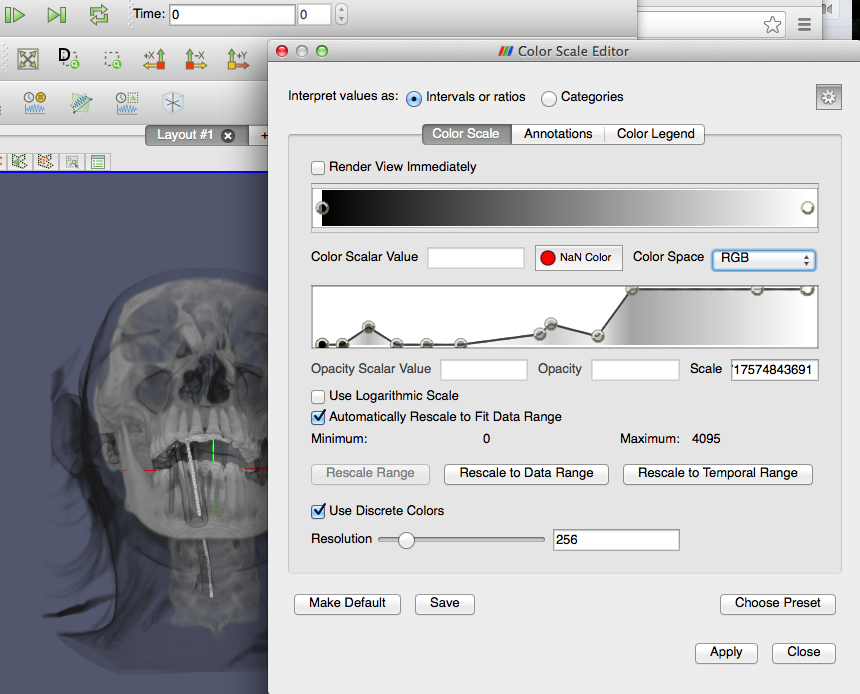 Time: 0 0
D
+X -X +Y
Color Scale Editor
Interpret values as: Intervals or ratios Categories
Layout #1 +
Color Scale Annotations Color Legend
Render View Immediately
Color Scalar Value NaN Color Color Space RGB
Opacity Scalar Value Opacity Scale '17574843691
Use Logarithmic Scale
Automatically Rescale to Fit Data Range
Minimum: 0 Maximum: 4095
Rescale Range Rescale to Data Range Rescale to Temporal Range
Use Discrete Colors
Resolution 256
Make Default Save Choose Preset
Apply Close